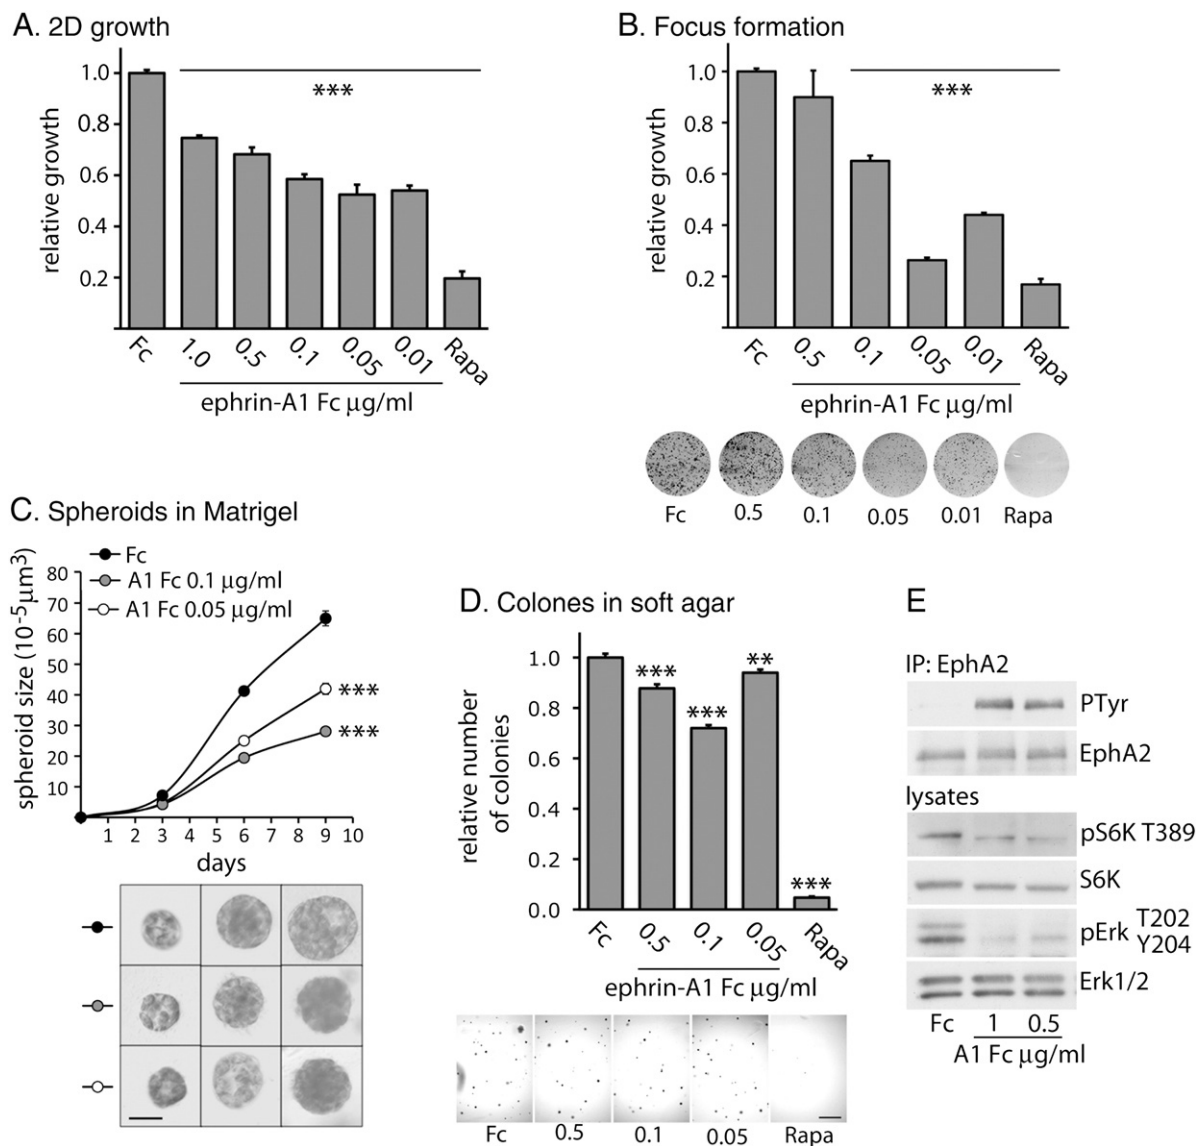 A. 2D growth
relative growth
1.0
0.8
0.6
0.4
0.2
***
Fc
1.0
0.5
0.1
0.05
0.01
Rapa
ephrin-A1 Fc μg/ml
B. Focus formation
relative growth
1.0
0.8
0.6
0.4
0.2
***
Fc
0.5
0.1
0.05
0.01
Rapa
ephrin-A1 Fc μg/ml
Fc 0.5 0.1 0.05 0.01 Rapa
C. Spheroids in Matrigel
Fc
A1 Fc 0.1 μg/ml
A1 Fc 0.05 μg/ml
spheroid size (10⁻⁵μm³)
80
70
60
50
40
30
20
10
***
***
1 2 3 4 5 6 7 8 9 10
days
D. Colones in soft agar
relative number
of colonies
1.0
0.8
0.6
0.4
0.2
0.0
***
***
**
***
Fc
0.5
0.1
0.05
Rapa
ephrin-A1 Fc μg/ml
Fc 0.5 0.1 0.05 Rapa
E
IP: EphA2
PTyr
EphA2
lysates
pS6K T389
S6K
pErk T202
Y204
Erk1/2
Fc 1 0.5
A1 Fc μg/ml